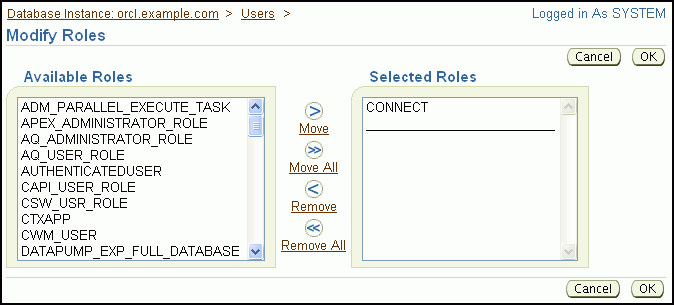 Database Instance: orcl.example.com > Users >
Logged in As SYSTEM
Modify Roles
Cancel OK
Available Roles
Selected Roles
ADM_PARALLEL_EXECUTE_TASK
APEX_ADMINISTRATOR_ROLE
AQ_ADMINISTRATOR_ROLE
AQ_USER_ROLE
AUTHENTICATEDUSER
CAPI_USER_ROLE
CSW_USR_ROLE
CTXAPP
CWM_USER
DATAPUMP_EXP_FULL_DATABASE
Move
Move All
Remove
Remove All
CONNECT
Cancel OK